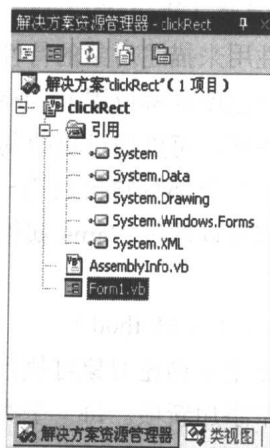 解决方案资源管理器 - clickRect
解决方案"clickRect"(1 项目)
clickRect
引用
System
System.Data
System.Drawing
System.Windows.Forms
System.XML
AssemblyInfo.vb
Form1.vb
解决方案资源管理器 类视图